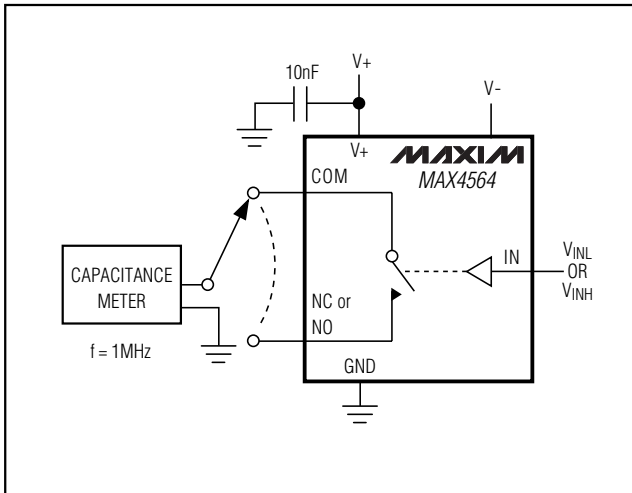 10nF
V+
V-
V+
MAXIM
MAX4564
COM
IN
VINL
OR
VINH
CAPACITANCE
METER
NC or
NO
f = 1MHz
GND